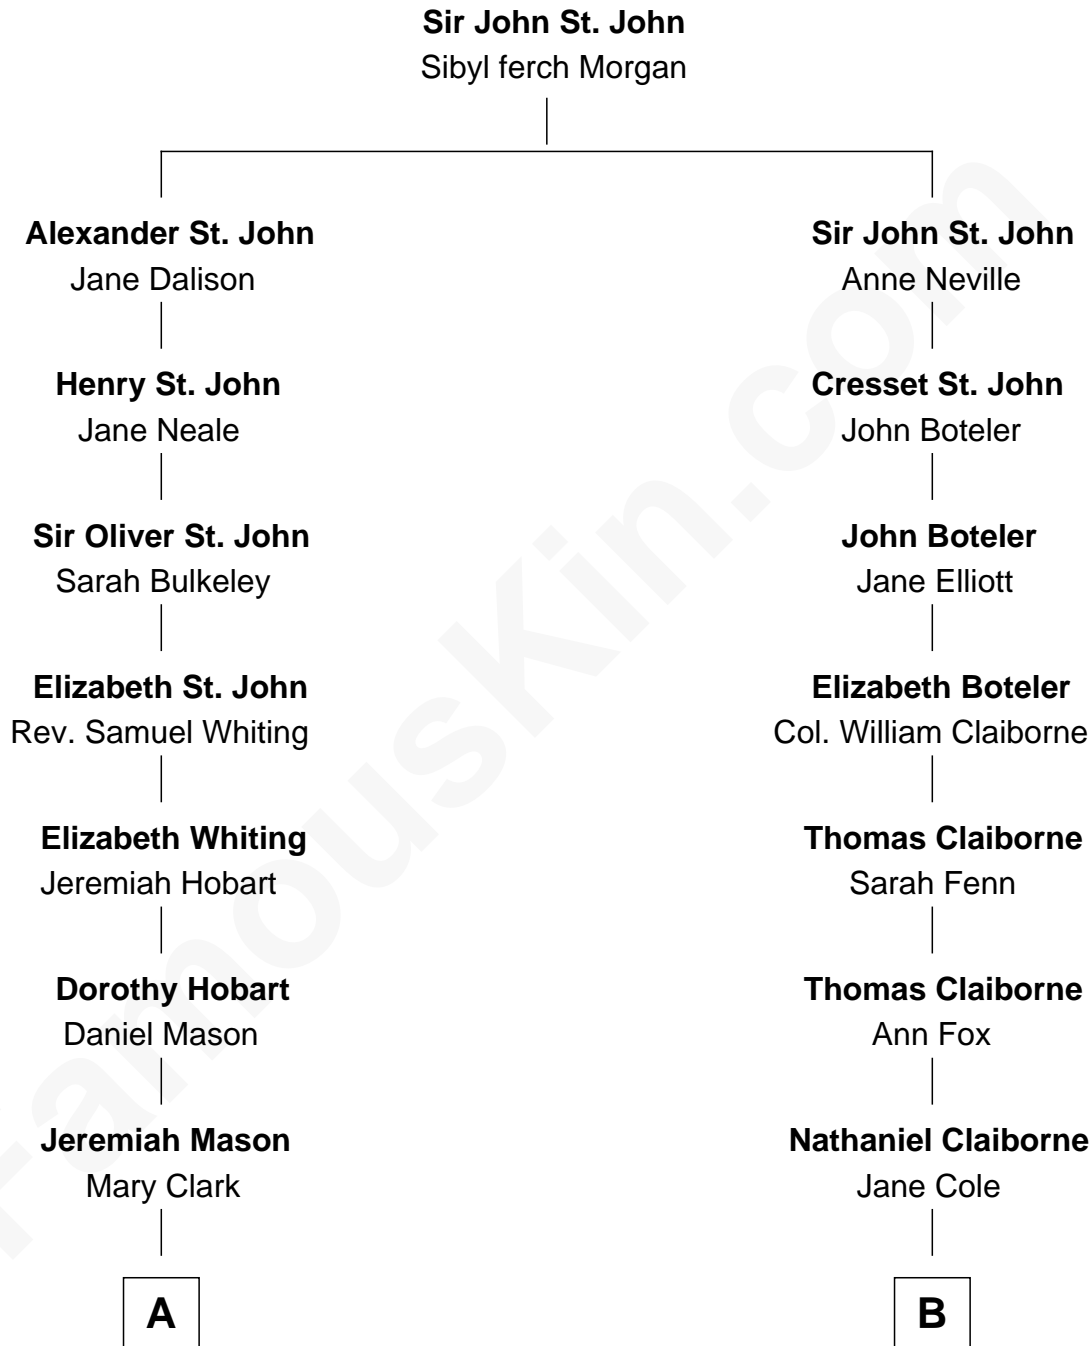 Sir John St. John
Sibyl ferch Morgan
Alexander St. John
Jane Dalison
Sir John St. John
Anne Neville
Henry St. John
Jane Neale
Cresset St. John
John Boteler
Sir Oliver St. John
Sarah Bulkeley
John Boteler
Jane Elliott
Elizabeth St. John
Rev. Samuel Whiting
Elizabeth Boteler
Col. William Claiborne
Elizabeth Whiting
Jeremiah Hobart
Thomas Claiborne
Sarah Fenn
Dorothy Hobart
Daniel Mason
Thomas Claiborne
Ann Fox
Jeremiah Mason
Mary Clark
Nathaniel Claiborne
Jane Cole
A
B
FamousKin.com